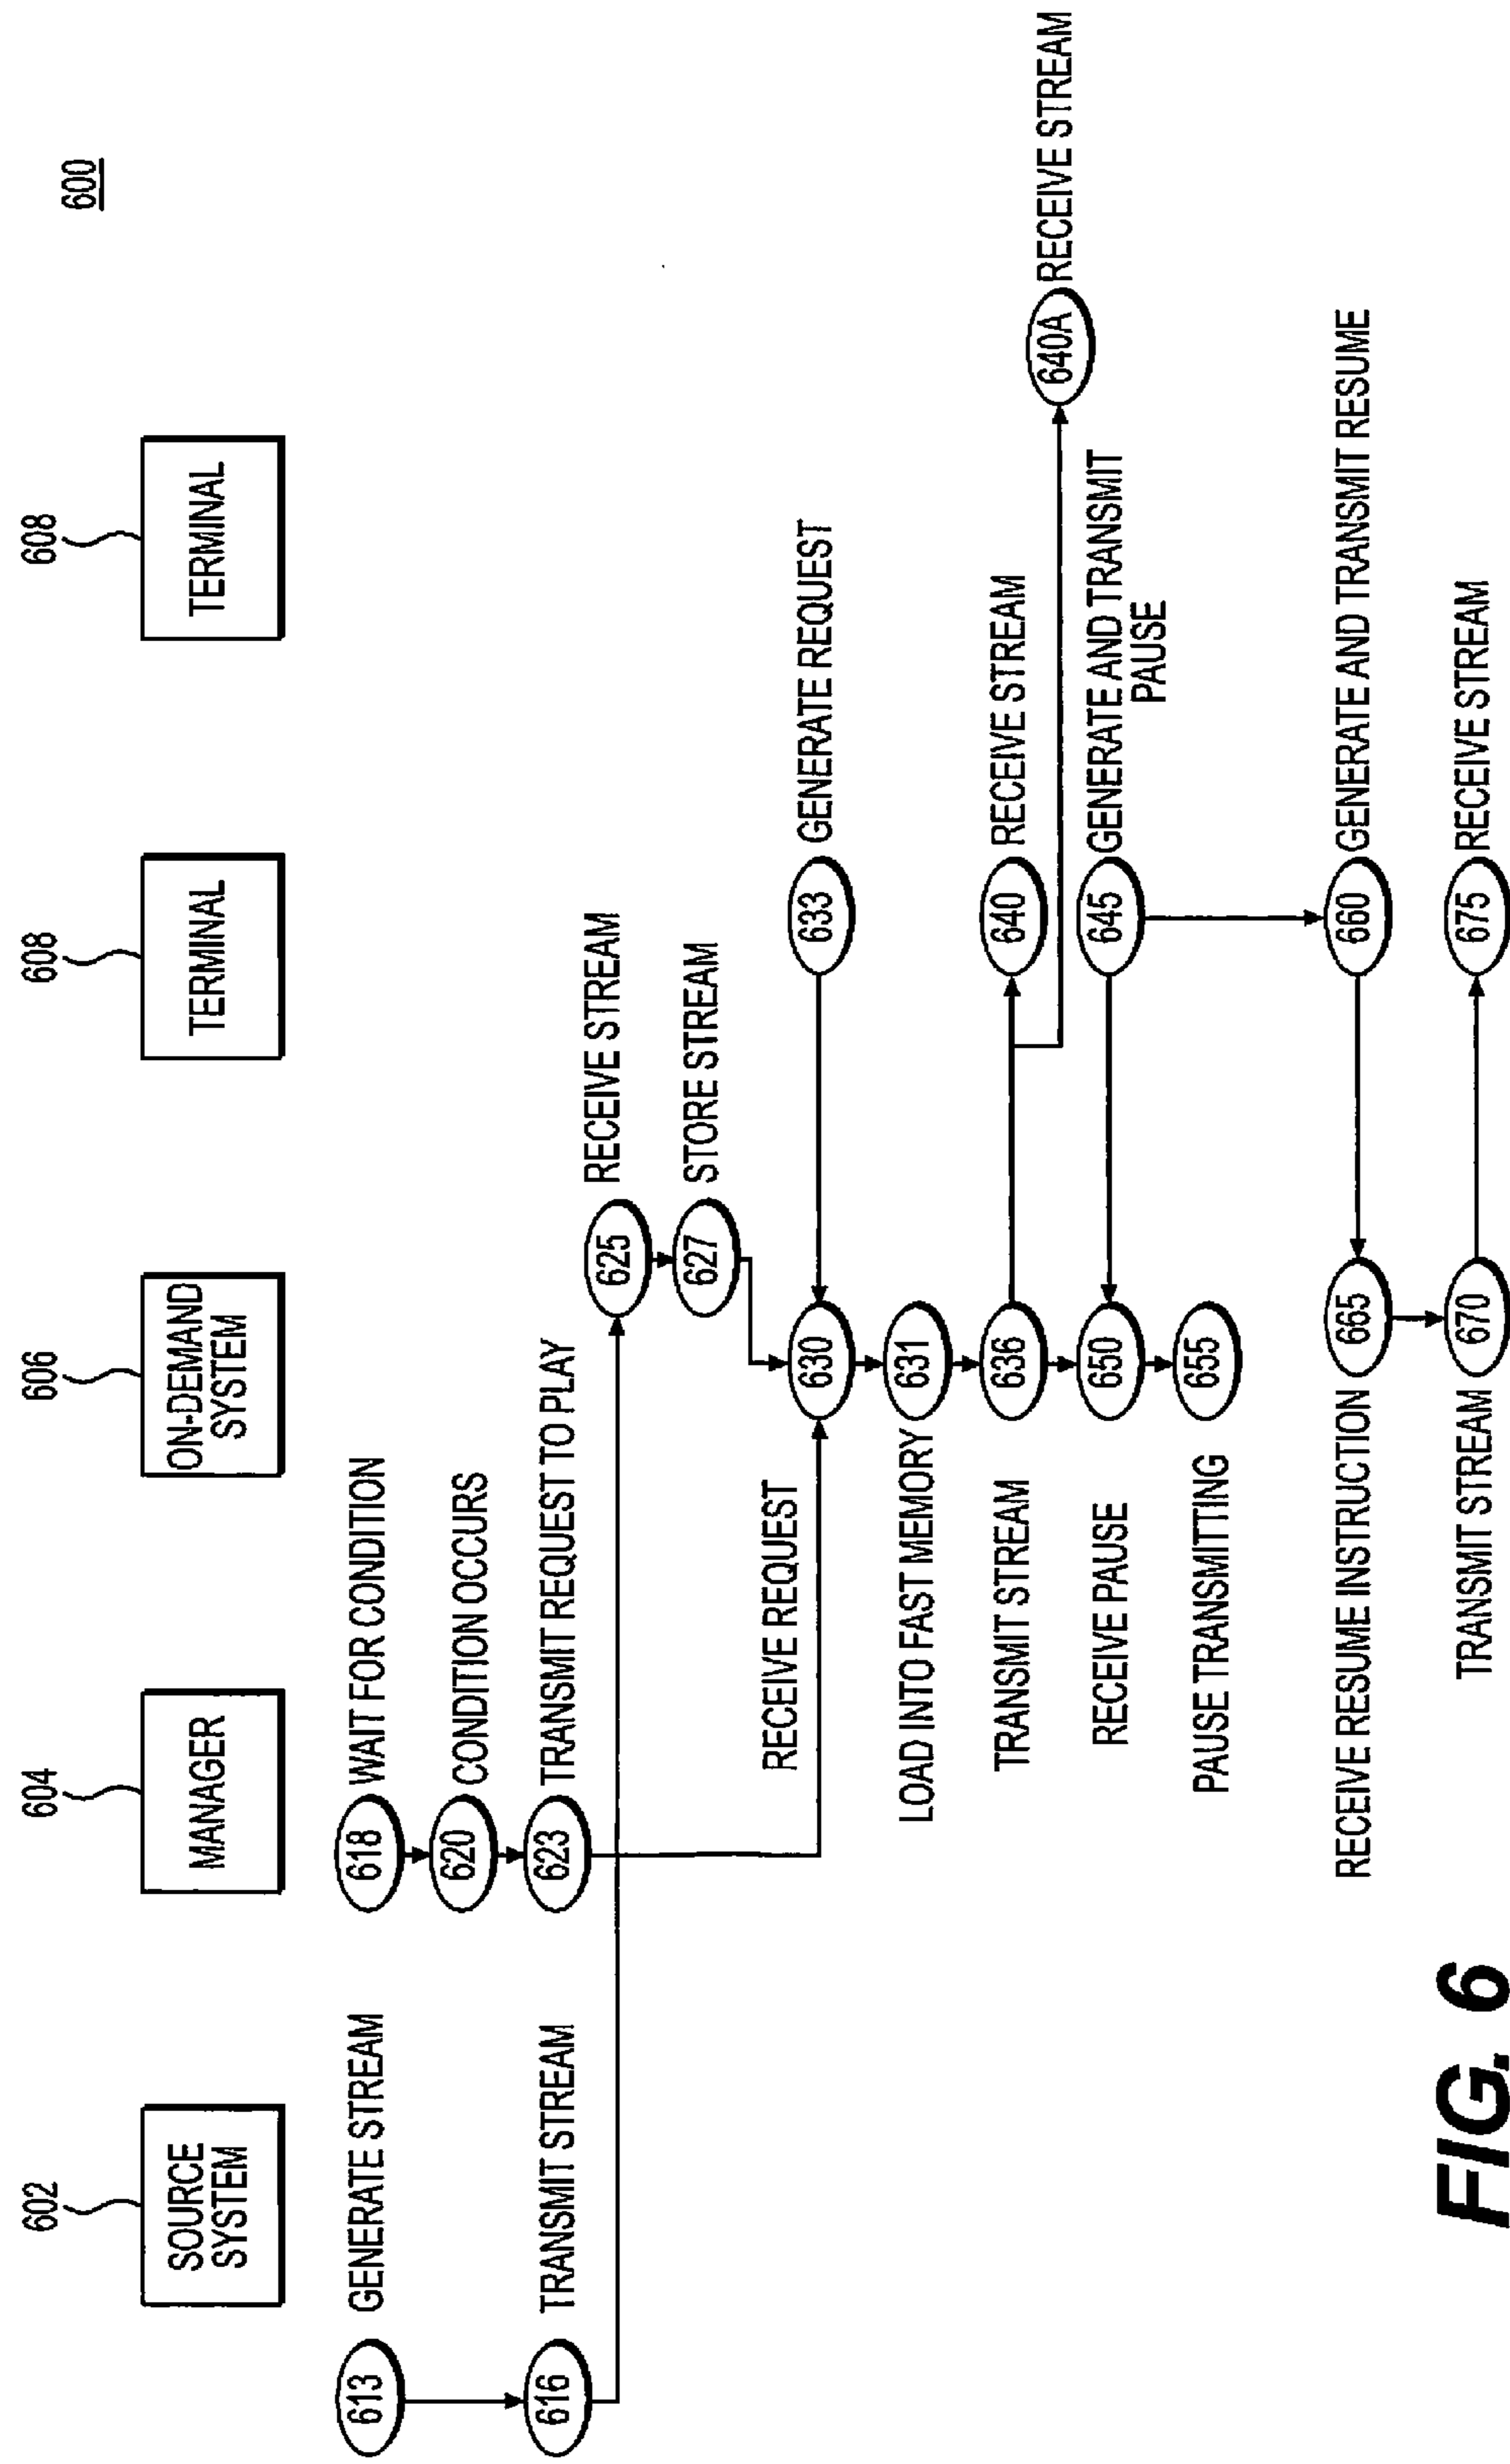 600
602
604
606
608
608
SOURCE
SYSTEM
MANAGER
ON-DEMAND
SYSTEM
TERMINAL
TERMINAL
613
GENERATE STREAM
618
WAIT FOR CONDITION
620
CONDITION OCCURS
616
TRANSMIT STREAM
623
TRANSMIT REQUEST TO PLAY
625
RECEIVE STREAM
627
STORE STREAM
RECEIVE REQUEST
630
633
GENERATE REQUEST
LOAD INTO FAST MEMORY
631
TRANSMIT STREAM
636
640
RECEIVE STREAM
640A
RECEIVE STREAM
RECEIVE PAUSE
650
645
GENERATE AND TRANSMIT
PAUSE
PAUSE TRANSMITTING
655
RECEIVE RESUME INSTRUCTION
665
660
GENERATE AND TRANSMIT RESUME
TRANSMIT STREAM
670
675
RECEIVE STREAM
FIG. 6